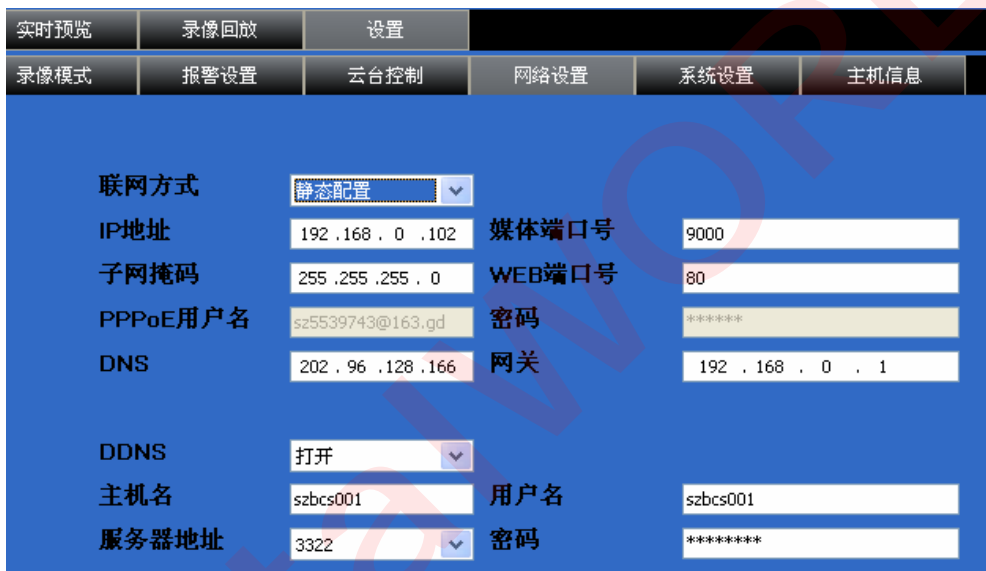 实时预览 录像回放 设置
录像模式 报警设置 云台控制 网络设置 系统设置 主机信息
联网方式 静态配置
IP地址 192 .168 . 0 .102 媒体端口号 9000
子网掩码 255 .255 .255 . 0 WEB端口号 80
PPPoE用户名 sz5539743@163.gd 密码 ******
DNS 202 . 96 .128 .166 网关 192 . 168 . 0 . 1
DDNS 打开
主机名 szbcs001 用户名 szbcs001
服务器地址 3322 密码 ********